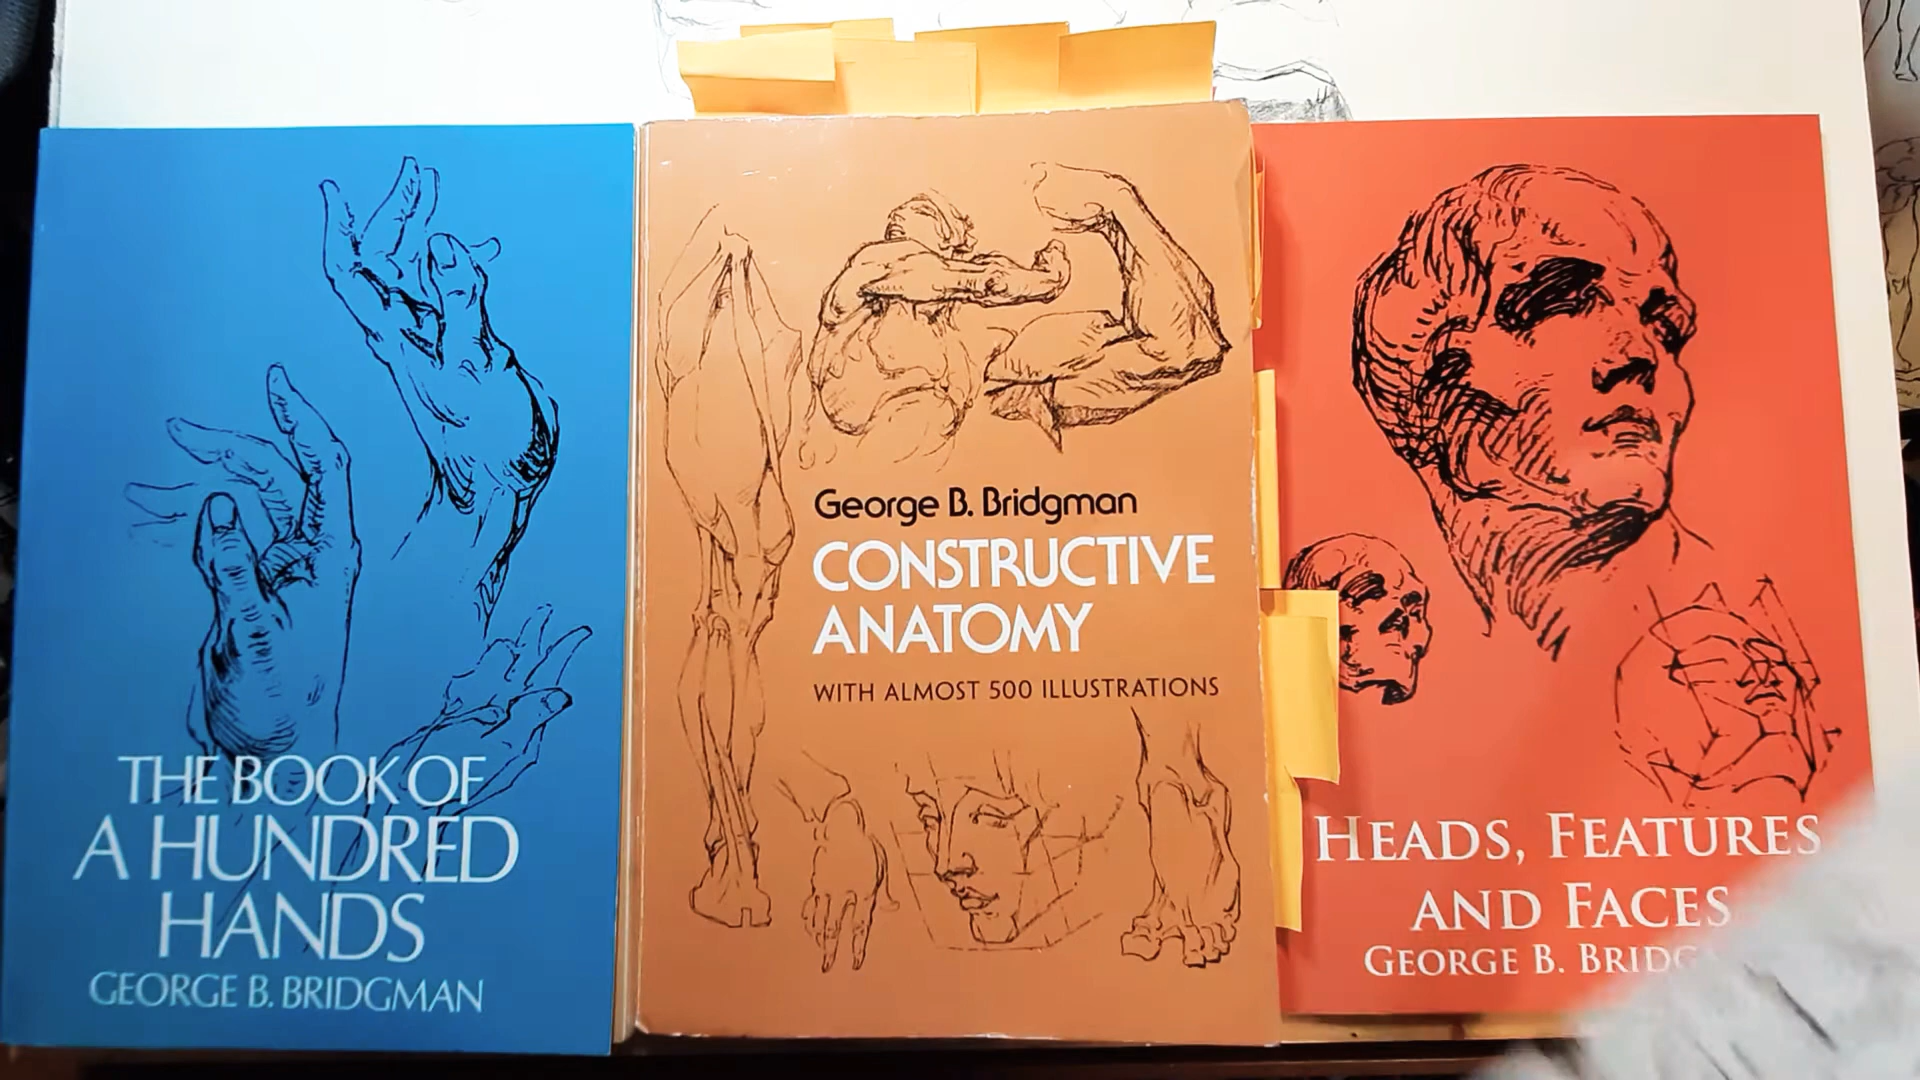 THE BOOK OF
A HUNDRED
HANDS
GEORGE B. BRIDGMAN
George B. Bridgman
CONSTRUCTIVE
ANATOMY
WITH ALMOST 500 ILLUSTRATIONS
HEADS, FEATURES
AND FACES
GEORGE B.